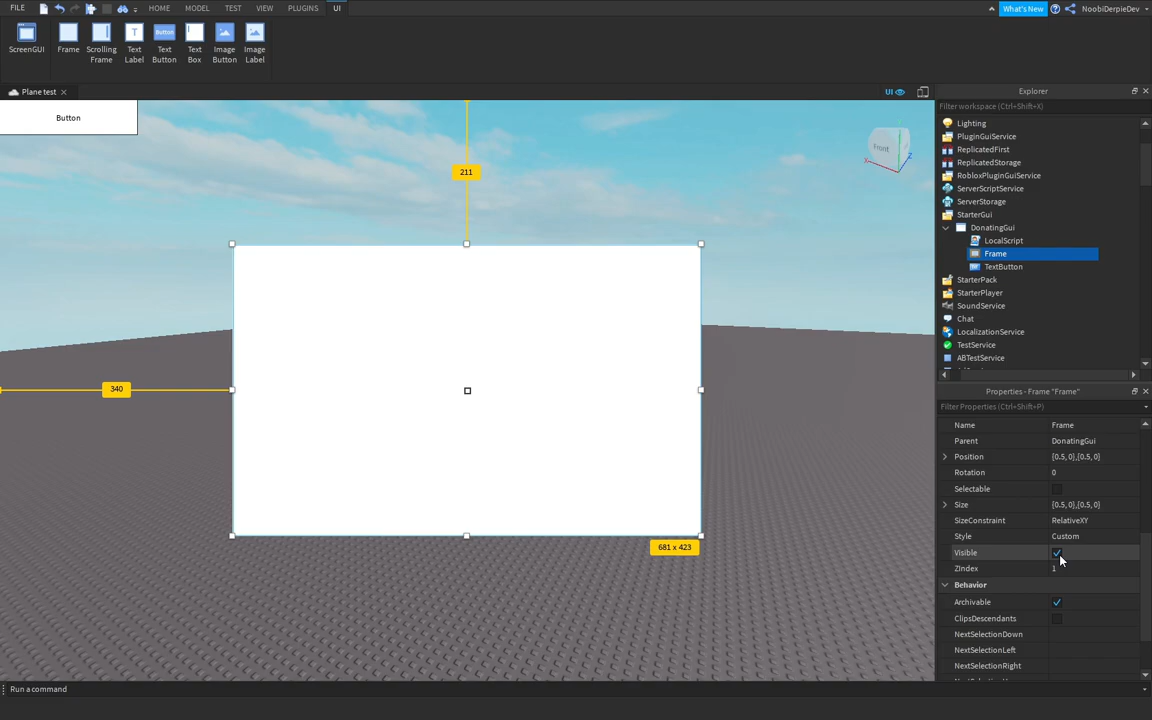 FILE HOME MODEL TEST VIEW PLUGINS UI What's New NoobiDerpieDev
ScreenGUI Frame Scrolling Frame Text Label Button Text Button Text Box Image Button Image Label
Plane test UI Explorer
Button
Filter workspace (Ctrl+Shift+X)
Lighting
PluginGuiService
ReplicatedFirst
ReplicatedStorage
RobloxPluginGuiService
ServerScriptService
ServerStorage
StarterGui
DonatingGui
LocalScript
Frame
TextButton
StarterPack
StarterPlayer
SoundService
Chat
LocalizationService
TestService
ABTestService
Front
X
Z
211
340
681 x 423
Properties - Frame "Frame"
Filter Properties (Ctrl+Shift+P)
Name Frame
Parent DonatingGui
Position {0.5, 0},{0.5, 0}
Rotation 0
Selectable
Size {0.5, 0},{0.5, 0}
SizeConstraint RelativeXY
Style Custom
Visible
ZIndex 1
Behavior
Archivable
ClipsDescendants
NextSelectionDown
NextSelectionLeft
NextSelectionRight
Run a command